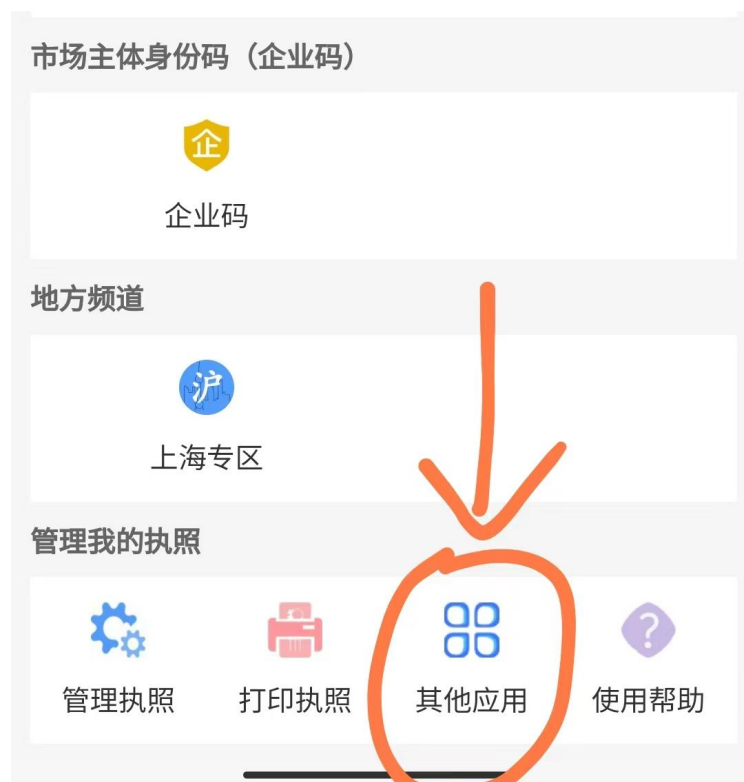 市场主体身份码（企业码）
企
企业码
地方频道
沪
上海专区
管理我的执照
?
管理执照 打印执照 其他应用 使用帮助